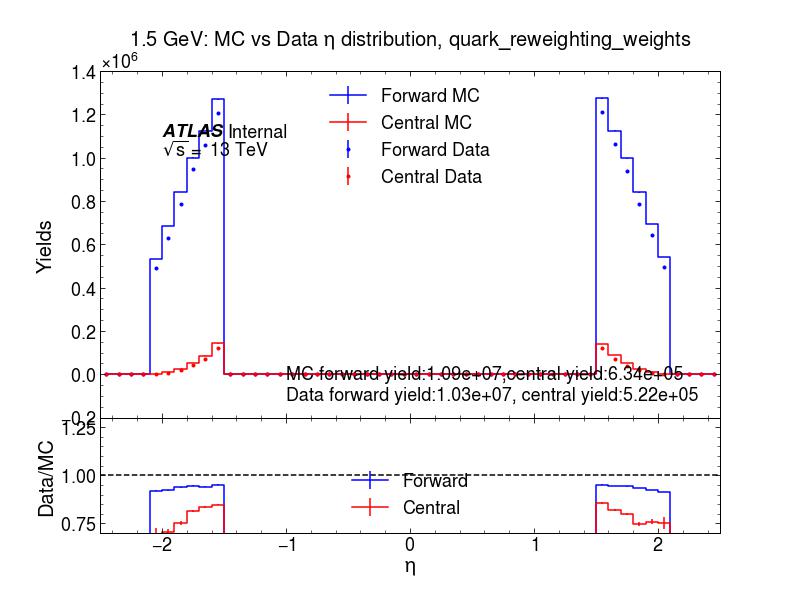 1.5 GeV: MC vs Data η distribution, quark_reweighting_weights
×10⁶
1.4
1.2
1.0
0.8
0.6
0.4
0.2
0.0
0.2
Yields
ATLAS Internal
√s = 13 TeV
Forward MC
Central MC
Forward Data
Central Data
MC forward yield:1.09e+07,central yield:6.34e+05
Data forward yield:1.03e+07, central yield:5.22e+05
1.25
1.00
0.75
Data/MC
Forward
Central
−2 −1 0 1 2
η